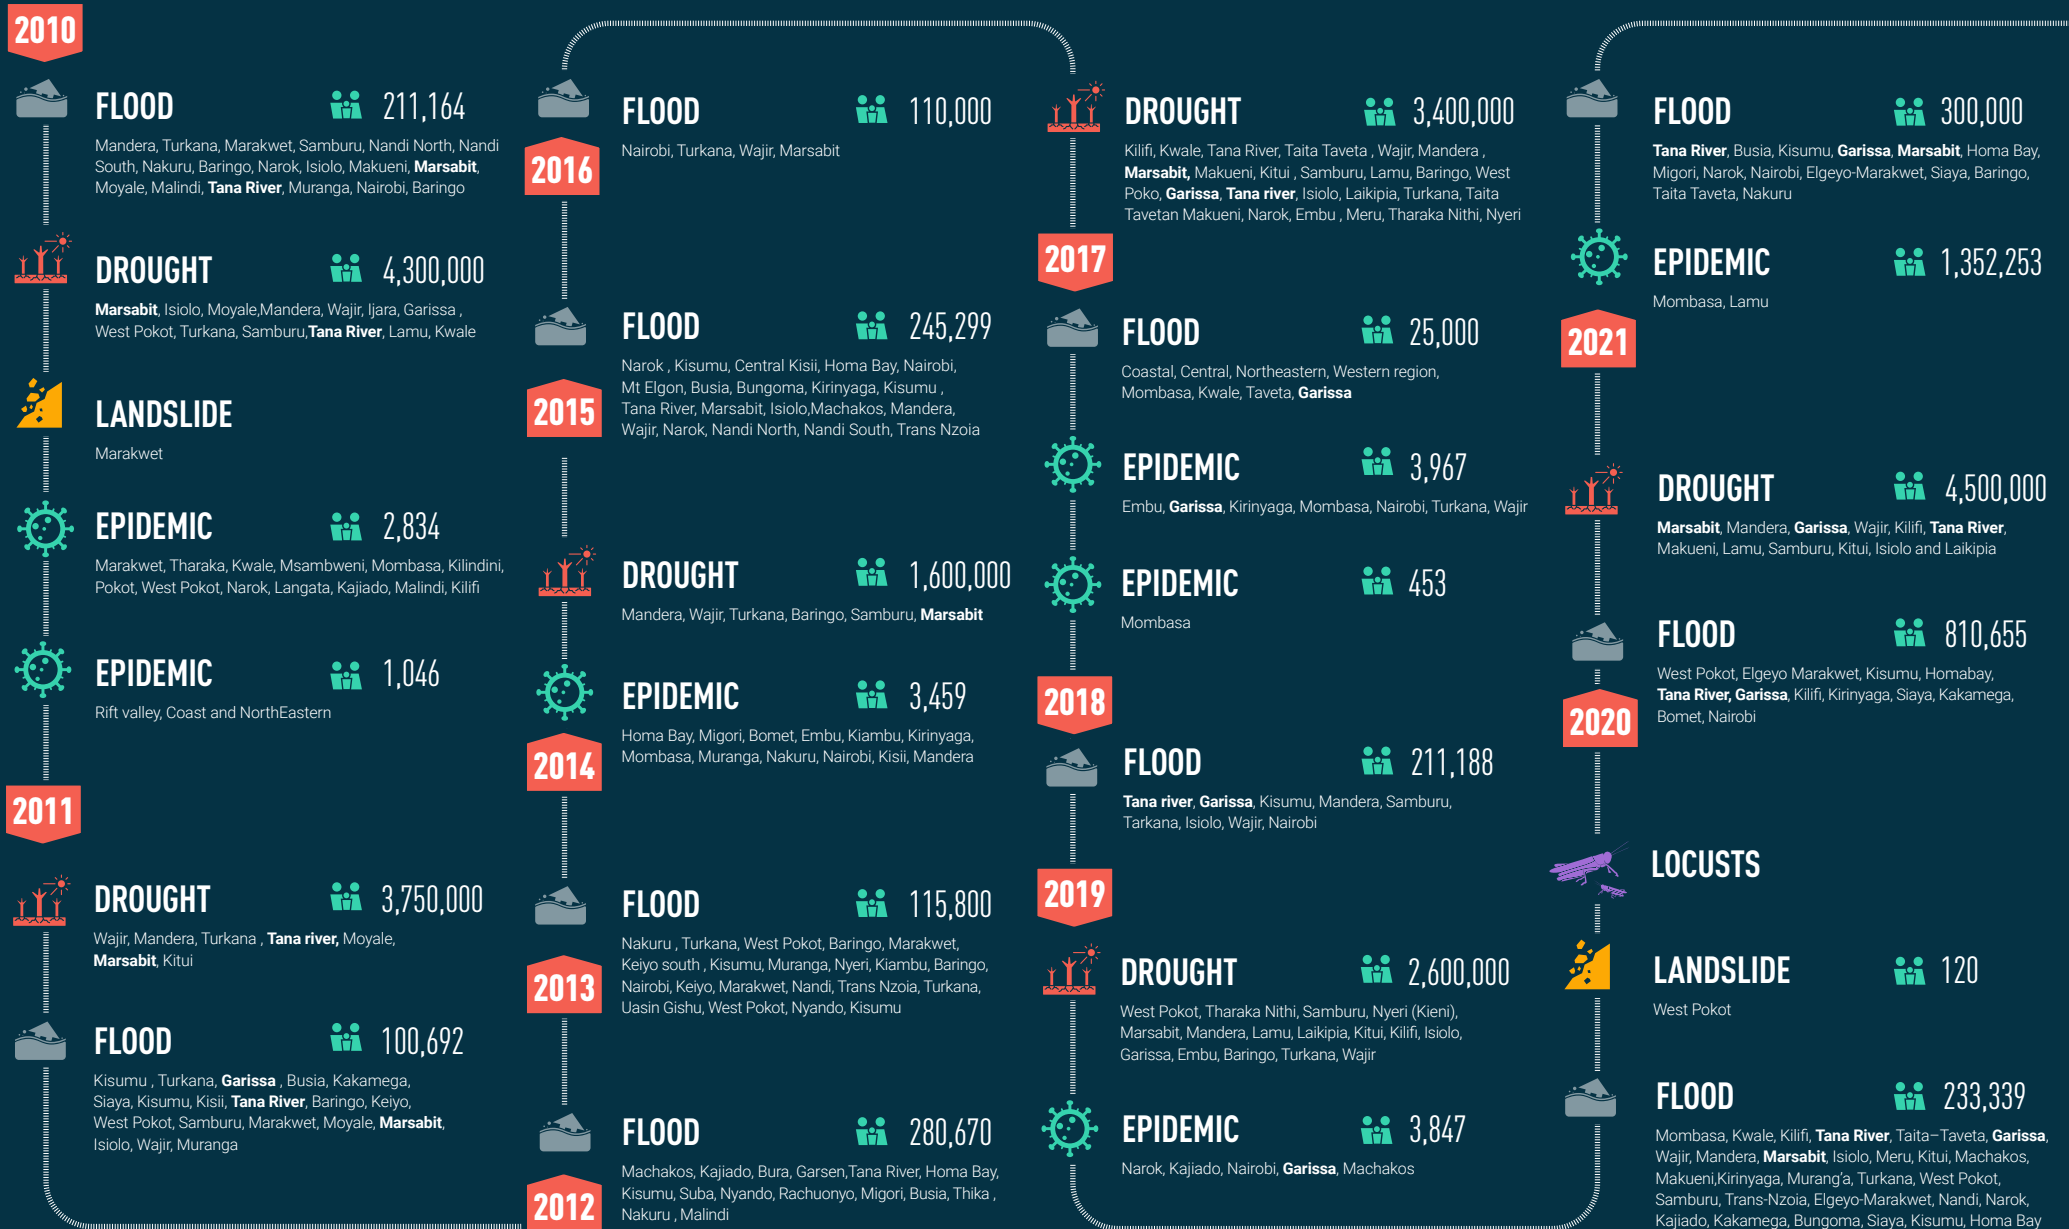 2010
FLOOD 211,164
Mandera, Turkana, Marakwet, Samburu, Nandi North, Nandi
South, Nakuru, Baringo, Narok, Isiolo, Makueni, Marsabit,
Moyale, Malindi, Tana River, Muranga, Nairobi, Baringo
DROUGHT 4,300,000
Marsabit, Isiolo, Moyale,Mandera, Wajir, Ijara, Garissa ,
West Pokot, Turkana, Samburu,Tana River, Lamu, Kwale
LANDSLIDE
Marakwet
EPIDEMIC 2,834
Marakwet, Tharaka, Kwale, Msambweni, Mombasa, Kilindini,
Pokot, West Pokot, Narok, Langata, Kajiado, Malindi, Kilifi
EPIDEMIC 1,046
Rift valley, Coast and NorthEastern
2011
DROUGHT 3,750,000
Wajir, Mandera, Turkana , Tana river, Moyale,
Marsabit, Kitui
FLOOD 100,692
Kisumu , Turkana, Garissa , Busia, Kakamega,
Siaya, Kisumu, Kisii, Tana River, Baringo, Keiyo,
West Pokot, Samburu, Marakwet, Moyale, Marsabit,
Isiolo, Wajir, Muranga
FLOOD 110,000
Nairobi, Turkana, Wajir, Marsabit
2016
FLOOD 245,299
Narok , Kisumu, Central Kisii, Homa Bay, Nairobi,
Mt Elgon, Busia, Bungoma, Kirinyaga, Kisumu ,
Tana River, Marsabit, Isiolo,Machakos, Mandera,
Wajir, Narok, Nandi North, Nandi South, Trans Nzoia
2015
DROUGHT 1,600,000
Mandera, Wajir, Turkana, Baringo, Samburu, Marsabit
EPIDEMIC 3,459
Homa Bay, Migori, Bomet, Embu, Kiambu, Kirinyaga,
Mombasa, Muranga, Nakuru, Nairobi, Kisii, Mandera
2014
FLOOD 115,800
Nakuru , Turkana, West Pokot, Baringo, Marakwet,
Keiyo south , Kisumu, Muranga, Nyeri, Kiambu, Baringo,
Nairobi, Keiyo, Marakwet, Nandi, Trans Nzoia, Turkana,
Uasin Gishu, West Pokot, Nyando, Kisumu
2013
FLOOD 280,670
Machakos, Kajiado, Bura, Garsen,Tana River, Homa Bay,
Kisumu, Suba, Nyando, Rachuonyo, Migori, Busia, Thika ,
Nakuru , Malindi
2012
DROUGHT 3,400,000
Kilifi, Kwale, Tana River, Taita Taveta , Wajir, Mandera ,
Marsabit, Makueni, Kitui , Samburu, Lamu, Baringo, West
Poko, Garissa, Tana river, Isiolo, Laikipia, Turkana, Taita
Tavetan Makueni, Narok, Embu , Meru, Tharaka Nithi, Nyeri
2017
FLOOD 25,000
Coastal, Central, Northeastern, Western region,
Mombasa, Kwale, Taveta, Garissa
EPIDEMIC 3,967
Embu, Garissa, Kirinyaga, Mombasa, Nairobi, Turkana, Wajir
EPIDEMIC 453
Mombasa
2018
FLOOD 211,188
Tana river, Garissa, Kisumu, Mandera, Samburu,
Tarkana, Isiolo, Wajir, Nairobi
2019
DROUGHT 2,600,000
West Pokot, Tharaka Nithi, Samburu, Nyeri (Kieni),
Marsabit, Mandera, Lamu, Laikipia, Kitui, Kilifi, Isiolo,
Garissa, Embu, Baringo, Turkana, Wajir
EPIDEMIC 3,847
Narok, Kajiado, Nairobi, Garissa, Machakos
FLOOD 300,000
Tana River, Busia, Kisumu, Garissa, Marsabit, Homa Bay,
Migori, Narok, Nairobi, Elgeyo-Marakwet, Siaya, Baringo,
Taita Taveta, Nakuru
EPIDEMIC 1,352,253
Mombasa, Lamu
2021
DROUGHT 4,500,000
Marsabit, Mandera, Garissa, Wajir, Kilifi, Tana River,
Makueni, Lamu, Samburu, Kitui, Isiolo and Laikipia
FLOOD 810,655
West Pokot, Elgeyo Marakwet, Kisumu, Homabay,
Tana River, Garissa, Kilifi, Kirinyaga, Siaya, Kakamega,
Bomet, Nairobi
2020
LOCUSTS
LANDSLIDE 120
West Pokot
FLOOD 233,339
Mombasa, Kwale, Kilifi, Tana River, Taita–Taveta, Garissa,
Wajir, Mandera, Marsabit, Isiolo, Meru, Kitui, Machakos,
Makueni,Kirinyaga, Murang’a, Turkana, West Pokot,
Samburu, Trans-Nzoia, Elgeyo-Marakwet, Nandi, Narok,
Kajiado, Kakamega, Bungoma, Siaya, Kisumu, Homa Bay